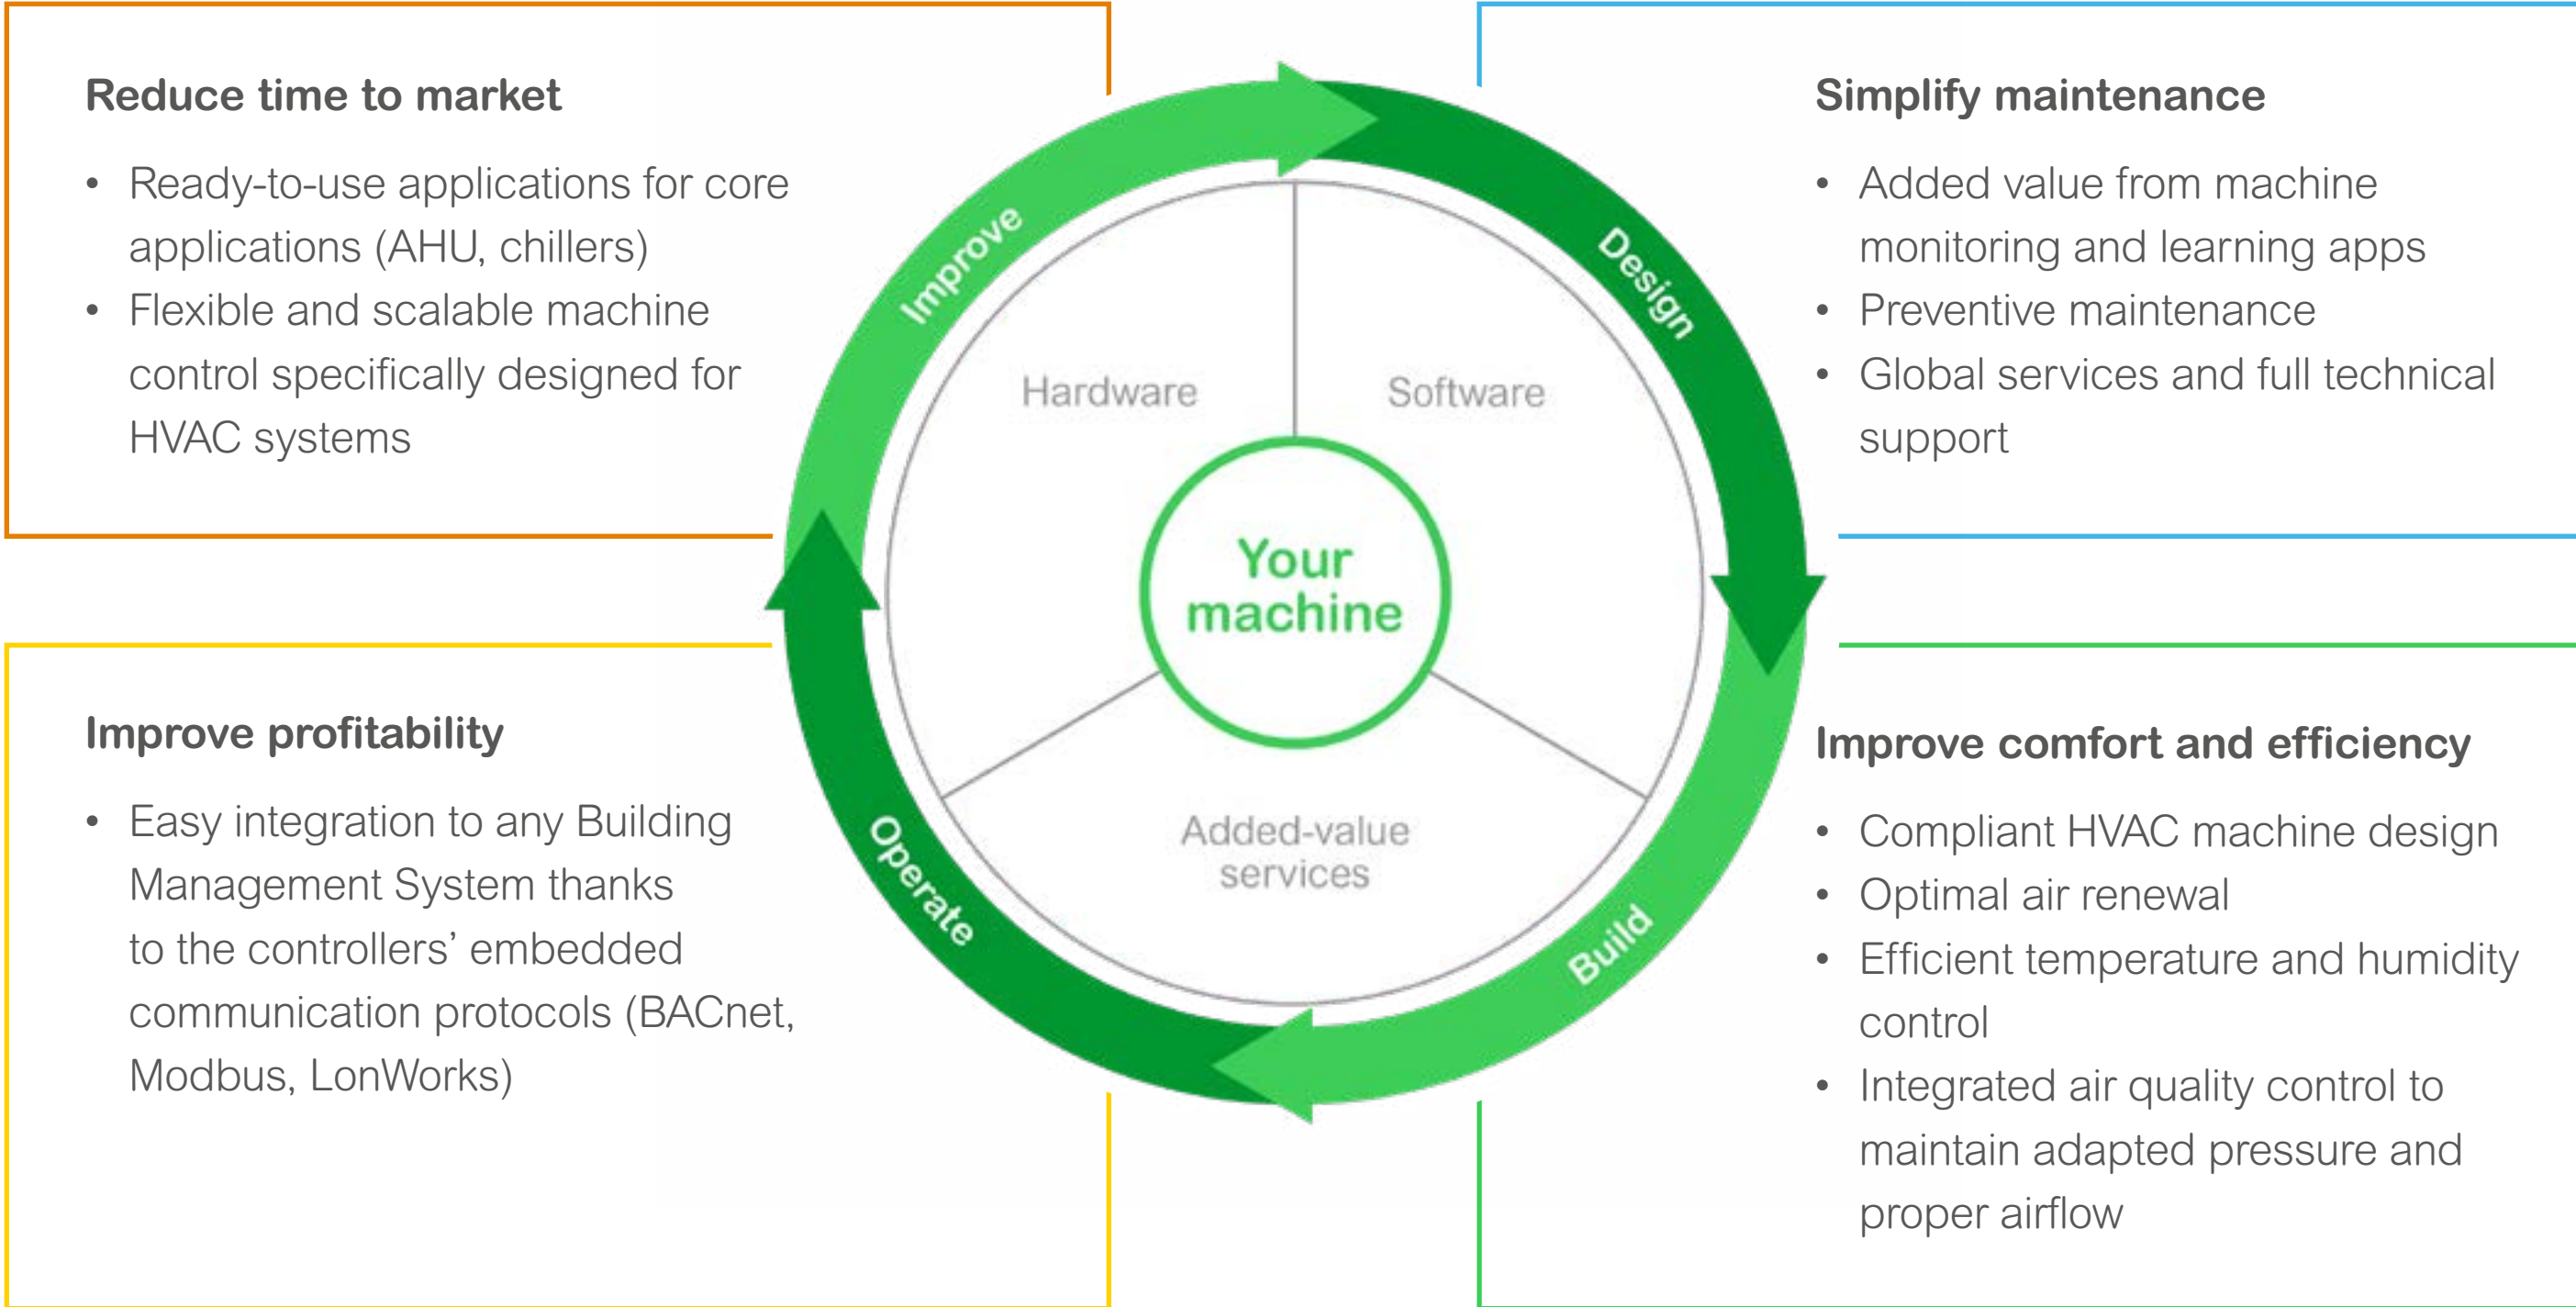 Reduce time to market
• Ready-to-use applications for core
applications (AHU, chillers)
• Flexible and scalable machine
control specifically designed for
HVAC systems
Simplify maintenance
• Added value from machine
monitoring and learning apps
• Preventive maintenance
• Global services and full technical
support
Improve
Design
Hardware
Software
Your
machine
Added-value
services
Operate
Build
Improve profitability
• Easy integration to any Building
Management System thanks
to the controllers’ embedded
communication protocols (BACnet,
Modbus, LonWorks)
Improve comfort and efficiency
• Compliant HVAC machine design
• Optimal air renewal
• Efficient temperature and humidity
control
• Integrated air quality control to
maintain adapted pressure and
proper airflow